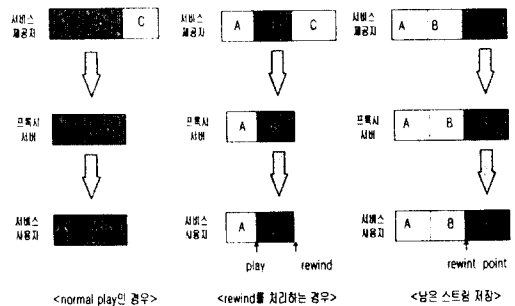 서비스
제공자
C
서비스
제공자
A
C
서비스
제공자
A
B
프록시
서버
프록시
서버
A
프록시
서버
A
B
서비스
사용자
서비스
사용자
A
서비스
사용자
A
B
play
rewind
rewint point
<normal play인 경우>
<rewind를 처리하는 경우>
<남은 스트림 저장>